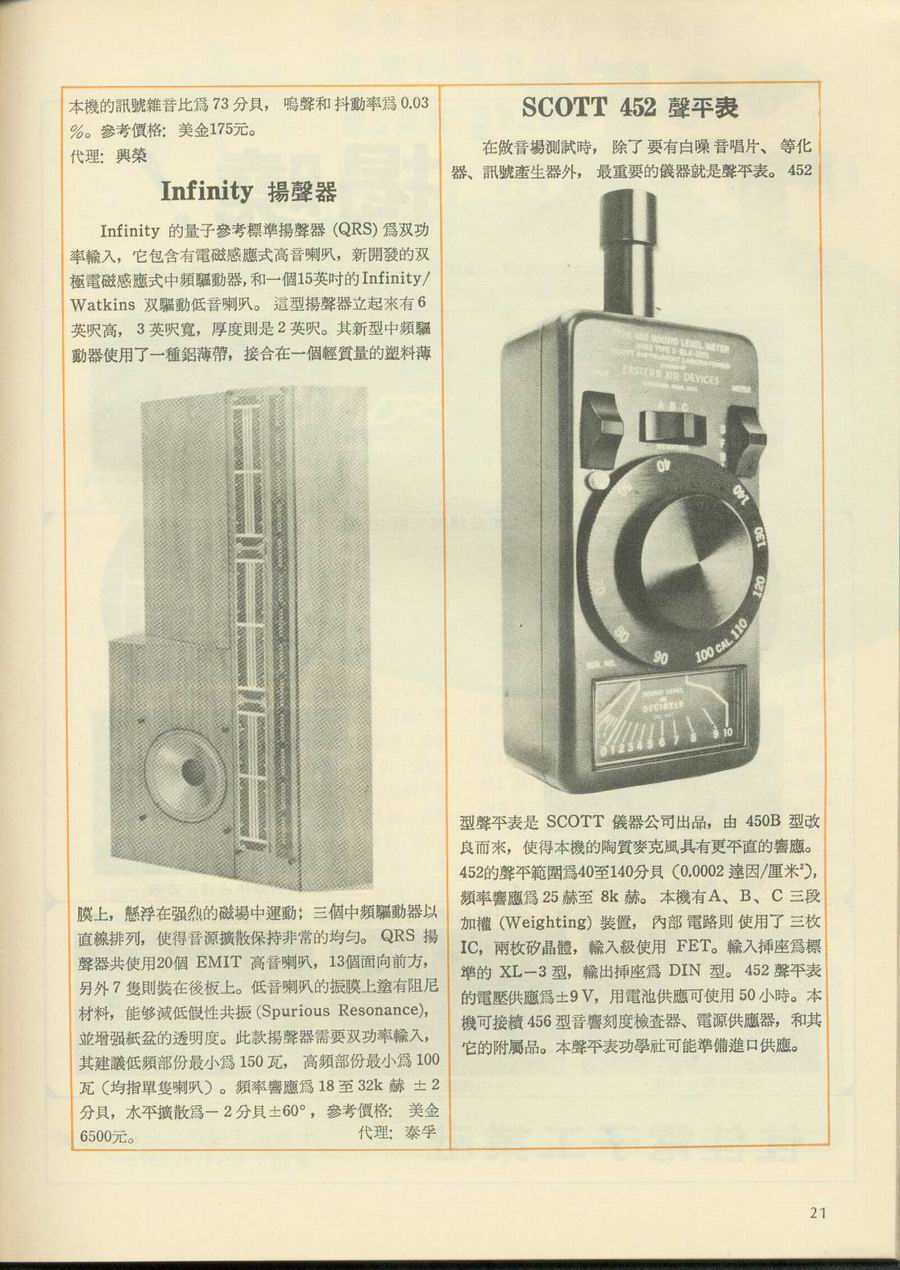 本機的訊號雜音比爲 73 分貝， 嗚聲和 抖動率爲 0.03
%。參考價格: 美金175元。
代理: 興榮
Infinity 揚聲器
Infinity 的量子參考標準揚聲器 (QRS) 爲双功
率輸入，它包含有電磁感應式高音喇叭，新開發的双
極電磁感應式中頻驅動器, 和一個15英吋的Infinity/
Watkins 双驅動低音喇叭。 這型揚聲器立起來有 6
英呎高， 3 英呎寬，厚度則是 2 英呎。其新型中頻驅
動器使用了一種鋁薄帶，接合在一個輕質量的塑料薄
膜上，懸浮在强烈的磁場中運動；三個中頻驅動器以
直線排列，使得音源擴散保持非常的均勻。 QRS 揚
聲器共使用20個 EMIT 高音喇叭，13個面向前方，
另外 7 隻則裝在後板上。低音喇叭的振膜上塗有阻尼
材料，能够減低假性共振 (Spurious Resonance),
並增强紙盆的透明度。此款揚聲器需要双功率輸入，
其建議低頻部份最小爲 150 瓦， 高頻部份最小爲 100
瓦（均指單隻喇叭）。頻率響應爲 18 至 32k 赫 ± 2
分貝，水平擴散爲－ 2 分貝±60°，參考價格: 美金
6500元。 代理: 泰孚
SCOTT 452 聲平表
在做音場測試時， 除了 要有白噪 音唱片、 等化
器、訊號產生器外， 最重要的儀器就是聲平表。 452
SOUND LEVEL METER
EASTERN AIR DEVICES
METER
A B C
40
140
130
120
110
CAL.
100
90
80
SER. NO.
SOUND LEVEL
IN
DECIBELS
0 1 2 3 4 5 6 7 8 9 10
型聲平表是 SCOTT 儀器公司出品，由 450B 型改
良而來，使得本機的陶質麥克風具有更平直的響應。
452的聲平範圍爲40至140分貝（0.0002 達因/厘米²），
頻率響應爲 25 赫至 8k 赫。 本機有A、B、C 三段
加權 (Weighting) 裝置， 內部 電路則 使用了 三枚
IC，兩枚矽晶體，輸入級使用 FET。輸入揷座爲標
準的 XL－3 型，輸出揷座爲 DIN 型。 452 聲平表
的電壓供應爲±9 V，用電池供應可使用 50 小時。本
機可接續 456 型音響刻度檢查器、電源供應器，和其
它的附屬品。本聲平表功學社可能準備進口供應。
21